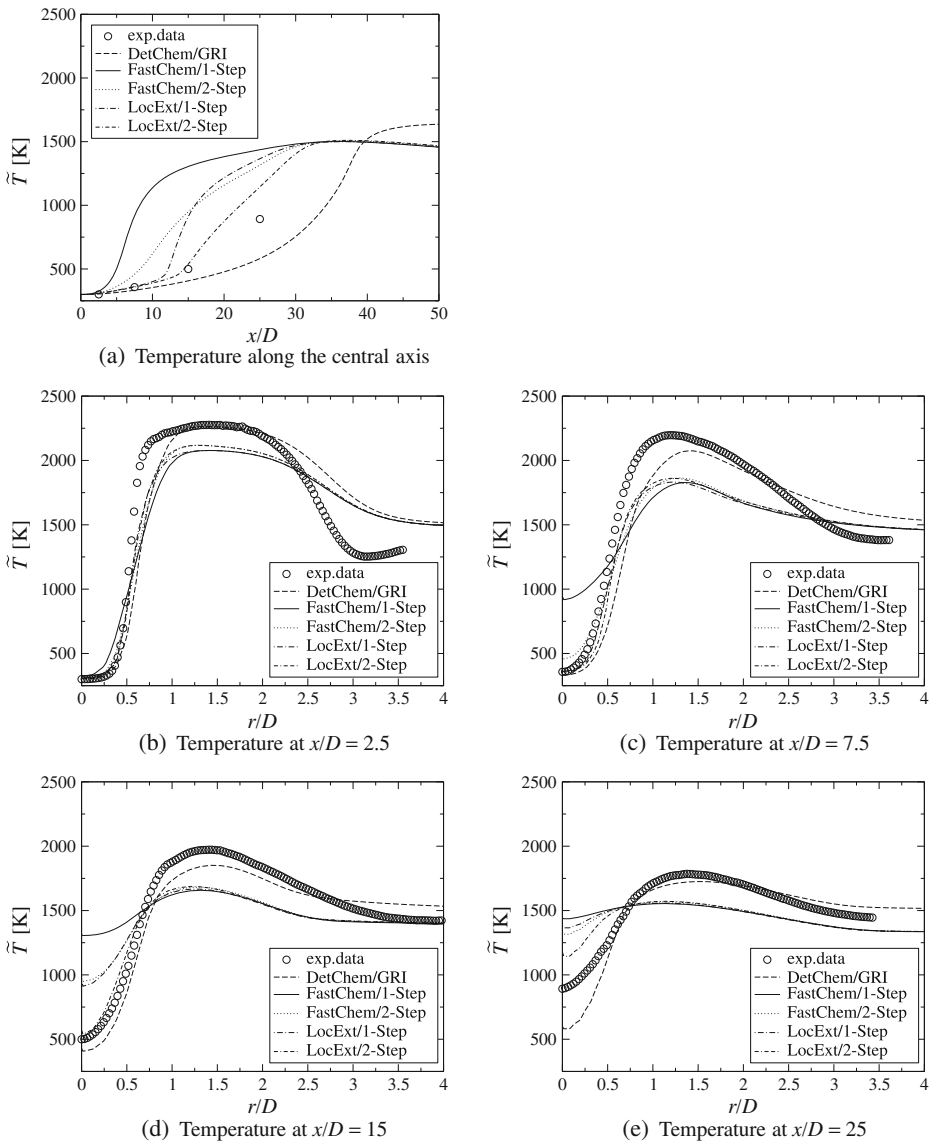 2500
2000
1500
1000
500
T̃ [K]
exp.data
DetChem/GRI
FastChem/1-Step
FastChem/2-Step
LocExt/1-Step
LocExt/2-Step
0 10 20 30 40 50
x/D
(a) Temperature along the central axis
2500
2000
1500
1000
500
T̃ [K]
exp.data
DetChem/GRI
FastChem/1-Step
FastChem/2-Step
LocExt/1-Step
LocExt/2-Step
0 0.5 1 1.5 2 2.5 3 3.5 4
r/D
(b) Temperature at x/D = 2.5
2500
2000
1500
1000
500
T̃ [K]
exp.data
DetChem/GRI
FastChem/1-Step
FastChem/2-Step
LocExt/1-Step
LocExt/2-Step
0 0.5 1 1.5 2 2.5 3 3.5 4
r/D
(c) Temperature at x/D = 7.5
2500
2000
1500
1000
500
T̃ [K]
exp.data
DetChem/GRI
FastChem/1-Step
FastChem/2-Step
LocExt/1-Step
LocExt/2-Step
0 0.5 1 1.5 2 2.5 3 3.5 4
r/D
(d) Temperature at x/D = 15
2500
2000
1500
1000
500
T̃ [K]
exp.data
DetChem/GRI
FastChem/1-Step
FastChem/2-Step
LocExt/1-Step
LocExt/2-Step
0 0.5 1 1.5 2 2.5 3 3.5 4
r/D
(e) Temperature at x/D = 25